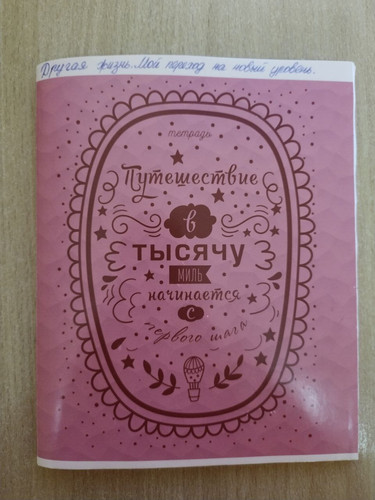 Другая жизнь. Мой переход на новый уровень.
тетрадь
Путешествие
в
тысячу
миль
начинается
с
первого шага